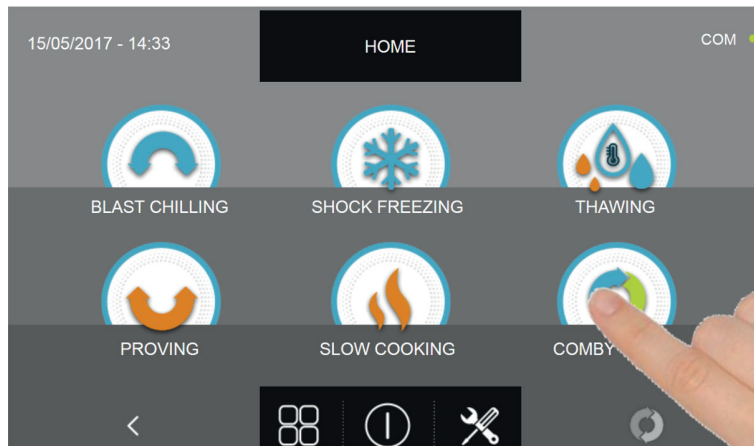 15/05/2017 - 14:33
HOME
COM
BLAST CHILLING
SHOCK FREEZING
THAWING
PROVING
SLOW COOKING
COMBY